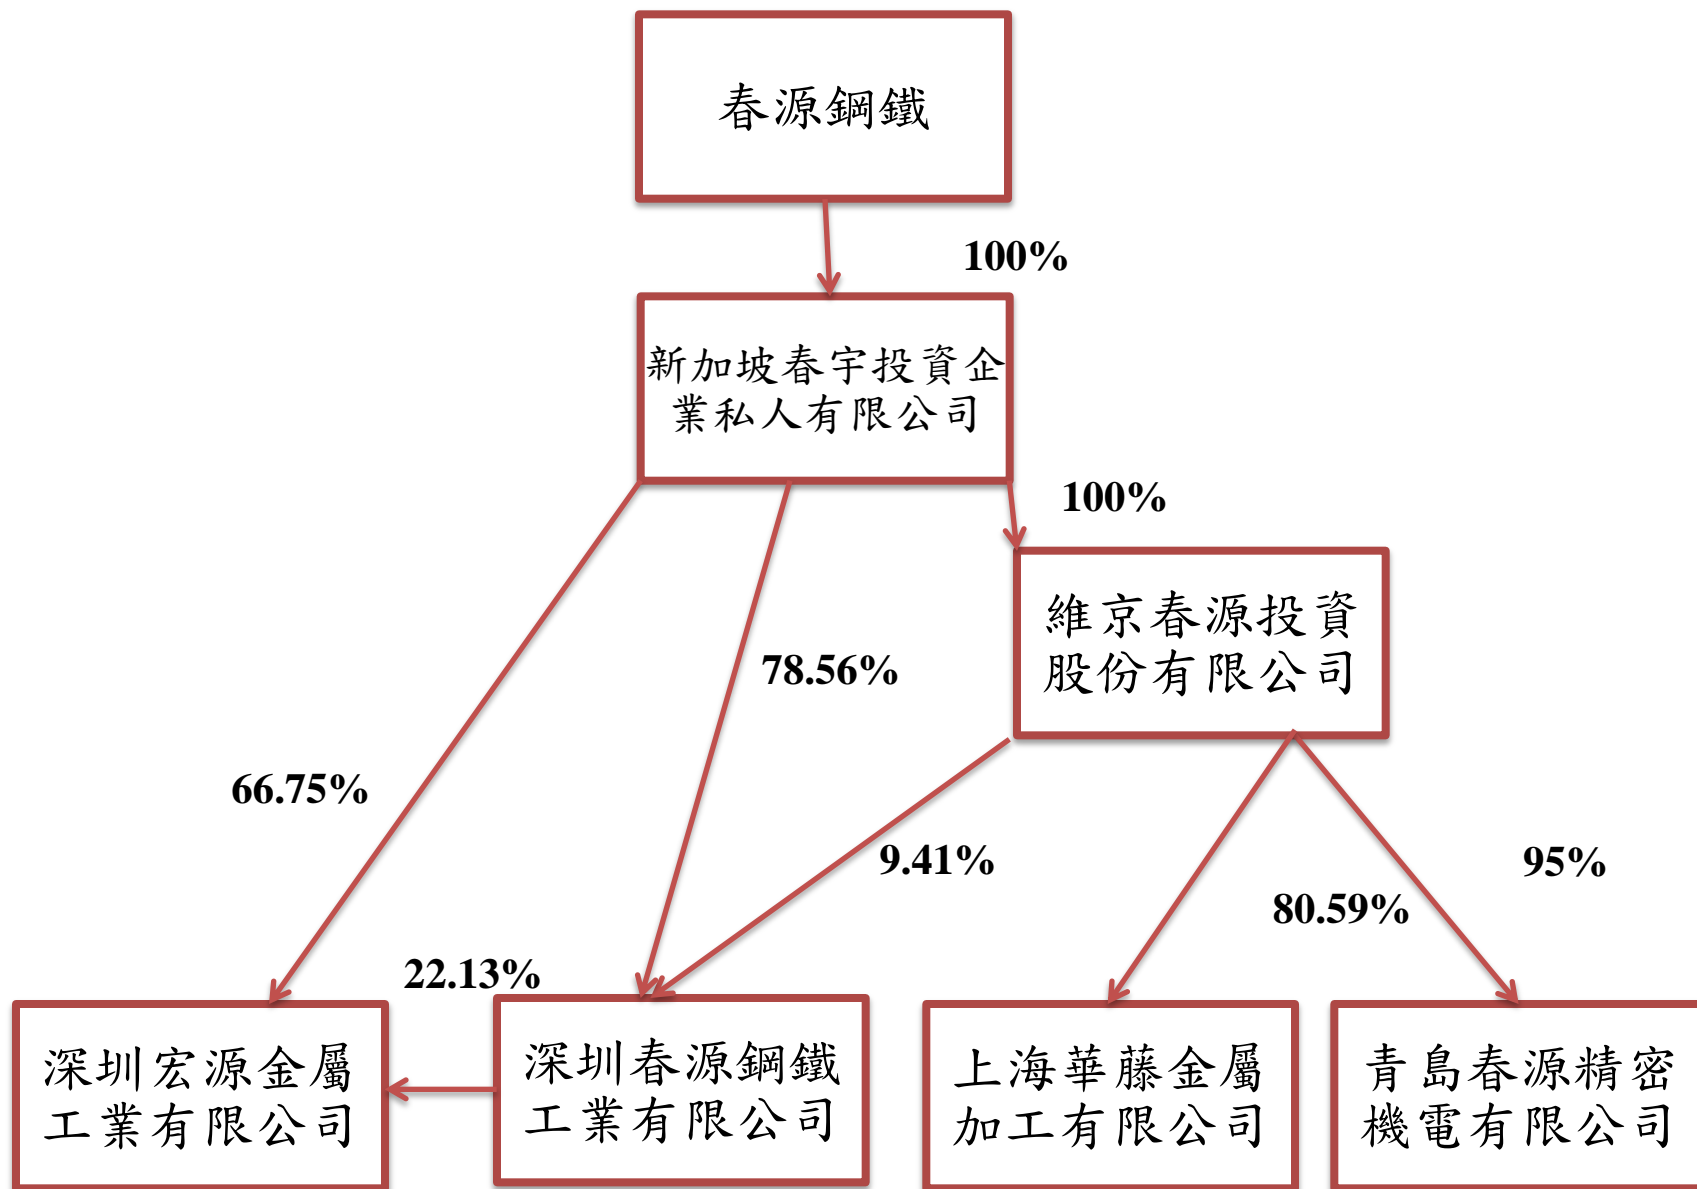 春源鋼鐵
100%
新加坡春宇投資企
業私人有限公司
100%
維京春源投資
股份有限公司
78.56%
66.75%
9.41%
95%
80.59%
22.13%
深圳宏源金屬
工業有限公司
深圳春源鋼鐵
工業有限公司
上海華藤金屬
加工有限公司
青島春源精密
機電有限公司